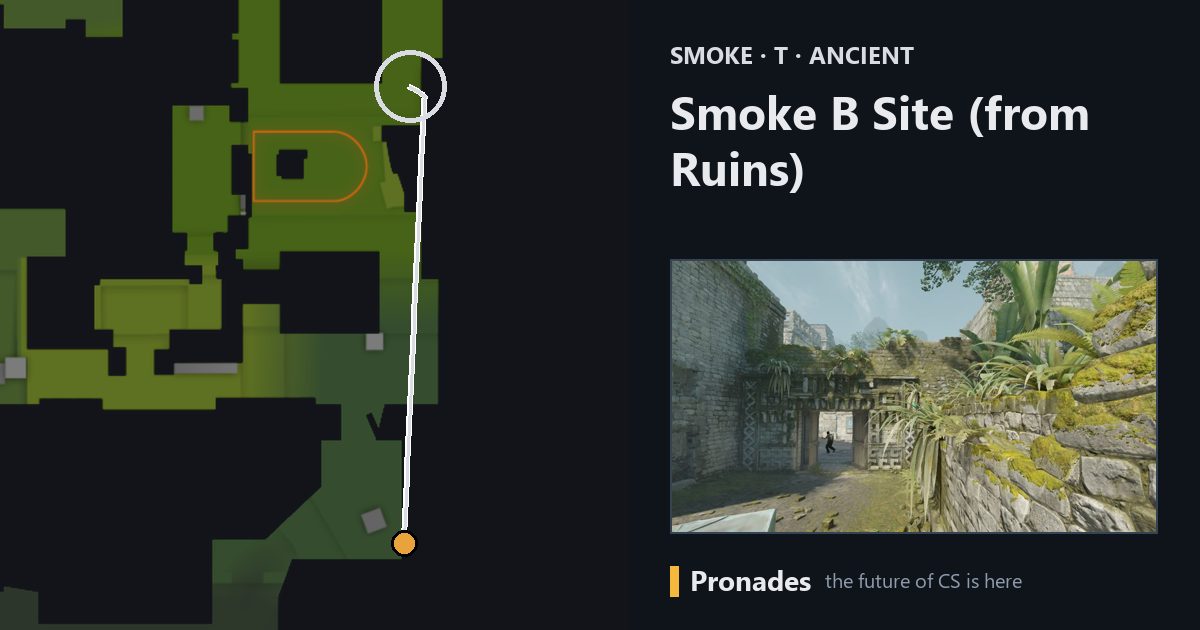 SMOKE · T · ANCIENT
Smoke B Site (from
Ruins)
Pronades the future of CS is here